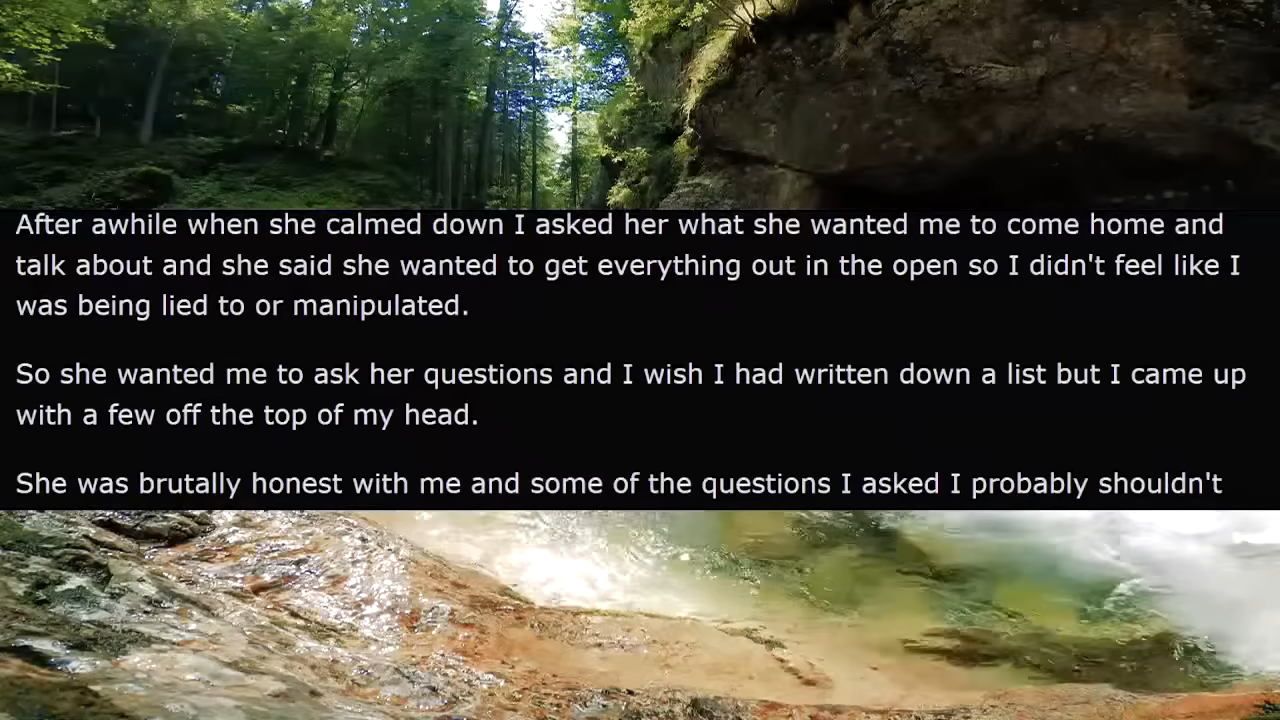 After awhile when she calmed down I asked her what she wanted me to come home and
talk about and she said she wanted to get everything out in the open so I didn't feel like I
was being lied to or manipulated.
So she wanted me to ask her questions and I wish I had written down a list but I came up
with a few off the top of my head.
She was brutally honest with me and some of the questions I asked I probably shouldn't